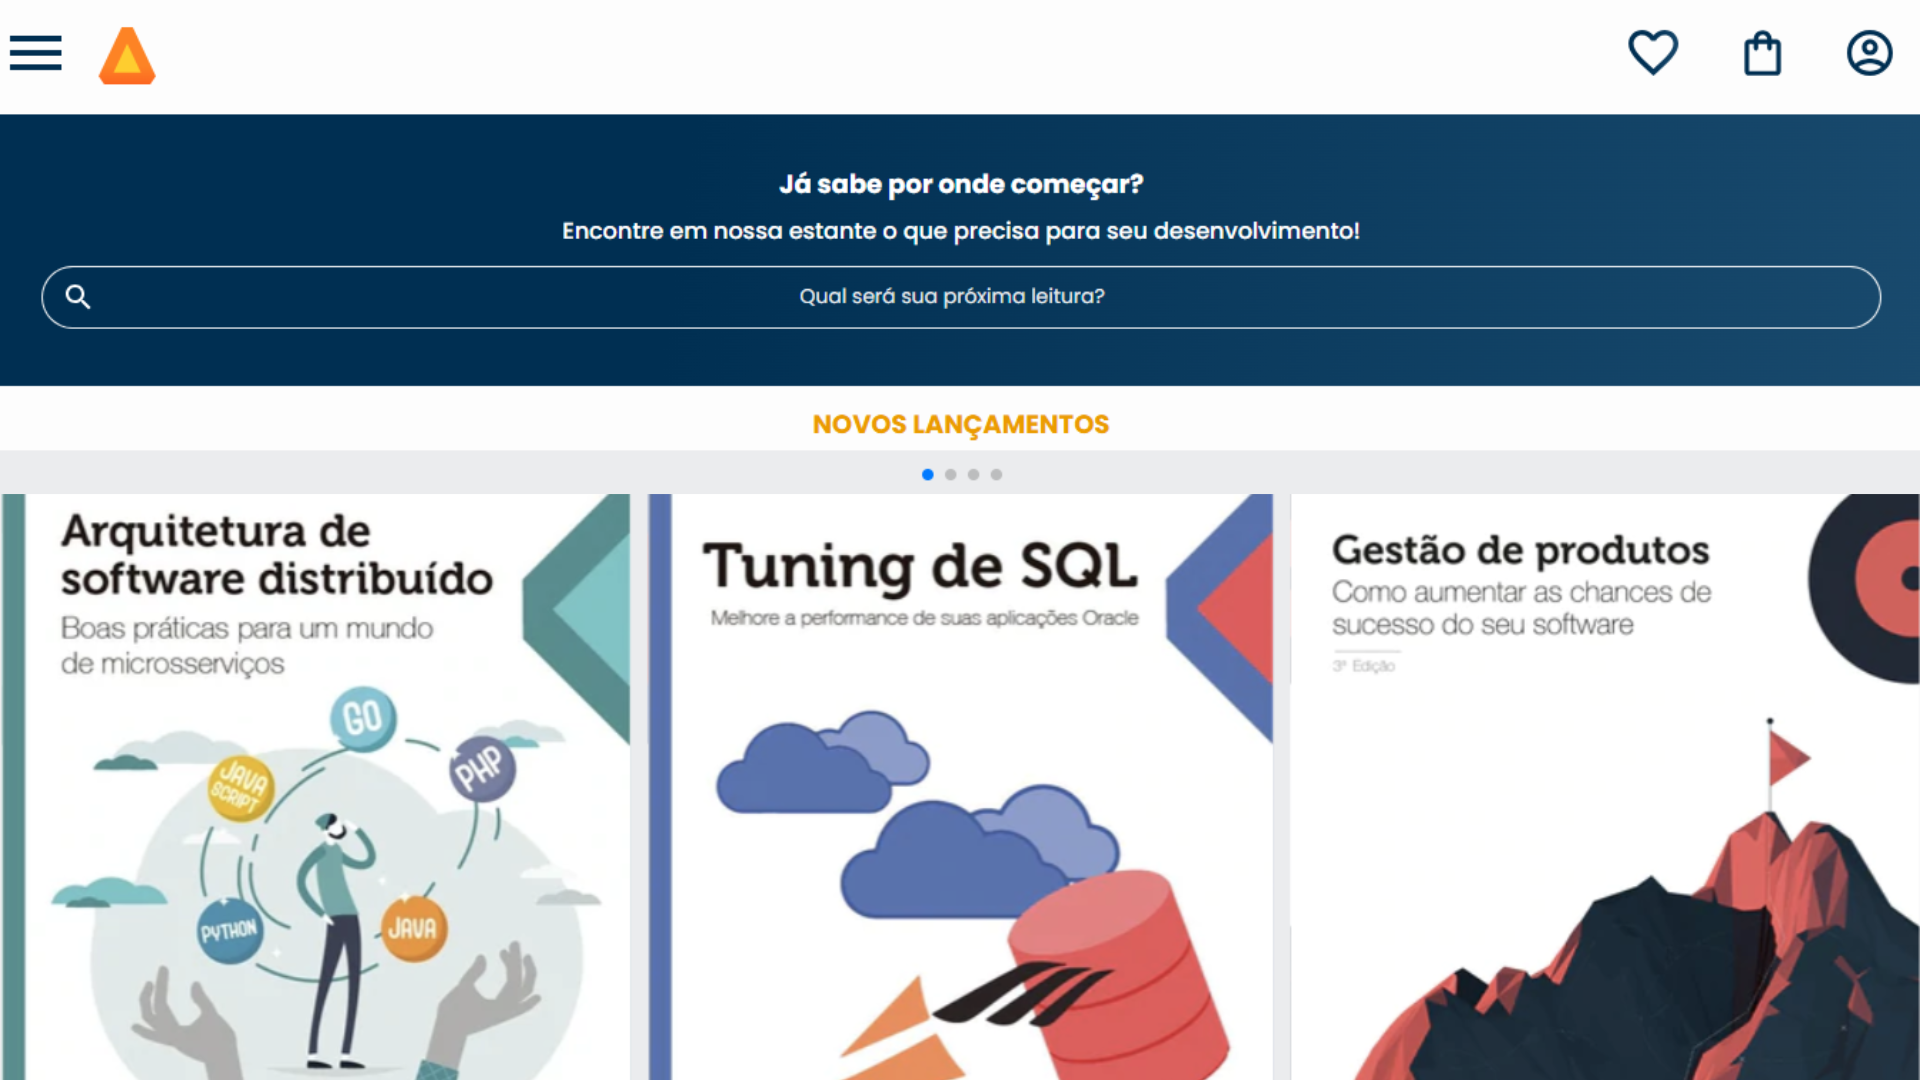 Já sabe por onde começar?
Encontre em nossa estante o que precisa para seu desenvolvimento!
Qual será sua próxima leitura?
NOVOS LANÇAMENTOS
Arquitetura de
software distribuído
Boas práticas para um mundo
de microsserviços
GO
PHP
JAVA
SCRIPT
PYTHON
JAVA
Tuning de SQL
Melhore a performance de suas aplicações Oracle
Gestão de produtos
Como aumentar as chances de
sucesso do seu software
3ª Edição